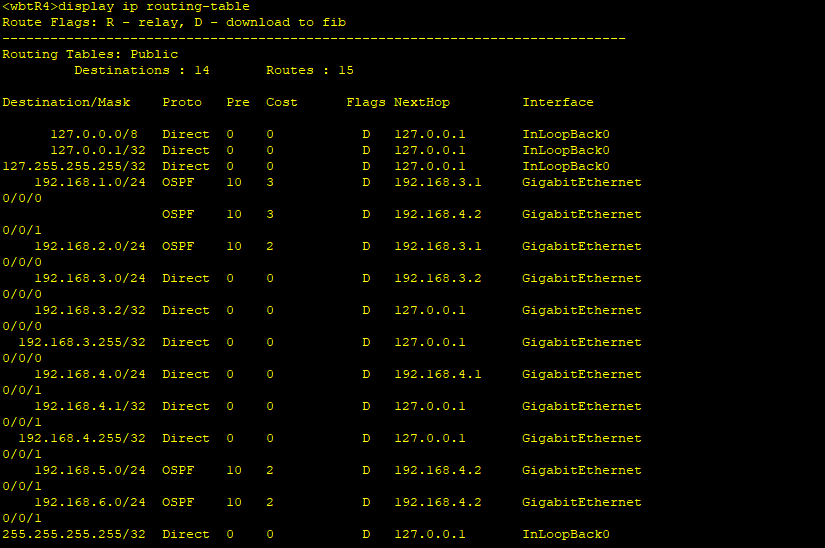 <wbtR4>display ip routing-table
Route Flags: R - relay, D - download to fib
------------------------------------------------------------------------------
Routing Tables: Public
         Destinations : 14       Routes : 15

Destination/Mask    Proto   Pre  Cost      Flags NextHop         Interface

      127.0.0.0/8   Direct  0    0           D   127.0.0.1       InLoopBack0
      127.0.0.1/32  Direct  0    0           D   127.0.0.1       InLoopBack0
127.255.255.255/32  Direct  0    0           D   127.0.0.1       InLoopBack0
    192.168.1.0/24  OSPF    10   3           D   192.168.3.1     GigabitEthernet
0/0/0
                    OSPF    10   3           D   192.168.4.2     GigabitEthernet
0/0/1
    192.168.2.0/24  OSPF    10   2           D   192.168.3.1     GigabitEthernet
0/0/0
    192.168.3.0/24  Direct  0    0           D   192.168.3.2     GigabitEthernet
0/0/0
    192.168.3.2/32  Direct  0    0           D   127.0.0.1       GigabitEthernet
0/0/0
  192.168.3.255/32  Direct  0    0           D   127.0.0.1       GigabitEthernet
0/0/0
    192.168.4.0/24  Direct  0    0           D   192.168.4.1     GigabitEthernet
0/0/1
    192.168.4.1/32  Direct  0    0           D   127.0.0.1       GigabitEthernet
0/0/1
  192.168.4.255/32  Direct  0    0           D   127.0.0.1       GigabitEthernet
0/0/1
    192.168.5.0/24  OSPF    10   2           D   192.168.4.2     GigabitEthernet
0/0/1
    192.168.6.0/24  OSPF    10   2           D   192.168.4.2     GigabitEthernet
0/0/1
255.255.255.255/32  Direct  0    0           D   127.0.0.1       InLoopBack0